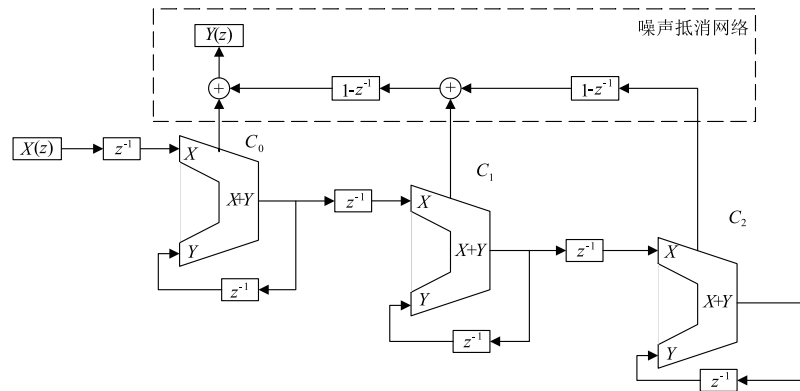 噪声抵消网络
Y(z)
1-z⁻¹
1-z⁻¹
X(z)
z⁻¹
X
C₀
X+Y
Y
z⁻¹
z⁻¹
X
C₁
X+Y
Y
z⁻¹
z⁻¹
X
C₂
X+Y
Y
z⁻¹